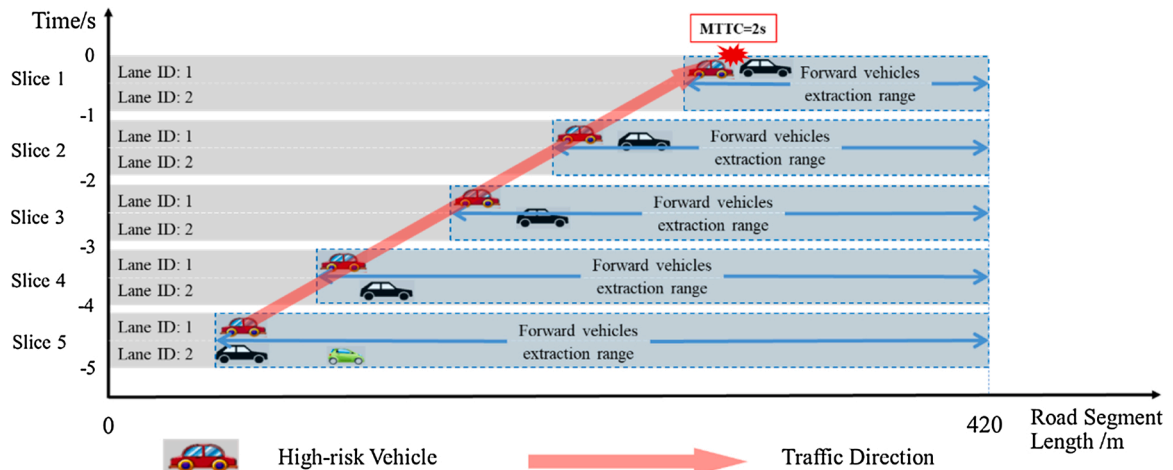 Time/s
MTTC=2s
0
Slice 1
Lane ID: 1
Lane ID: 2
Forward vehicles
extraction range
-1
Slice 2
Lane ID: 1
Lane ID: 2
Forward vehicles
extraction range
-2
Slice 3
Lane ID: 1
Lane ID: 2
Forward vehicles
extraction range
-3
Slice 4
Lane ID: 1
Lane ID: 2
Forward vehicles
extraction range
-4
Slice 5
Lane ID: 1
Lane ID: 2
Forward vehicles
extraction range
-5
0
420
Road Segment
Length /m
High-risk Vehicle
Traffic Direction